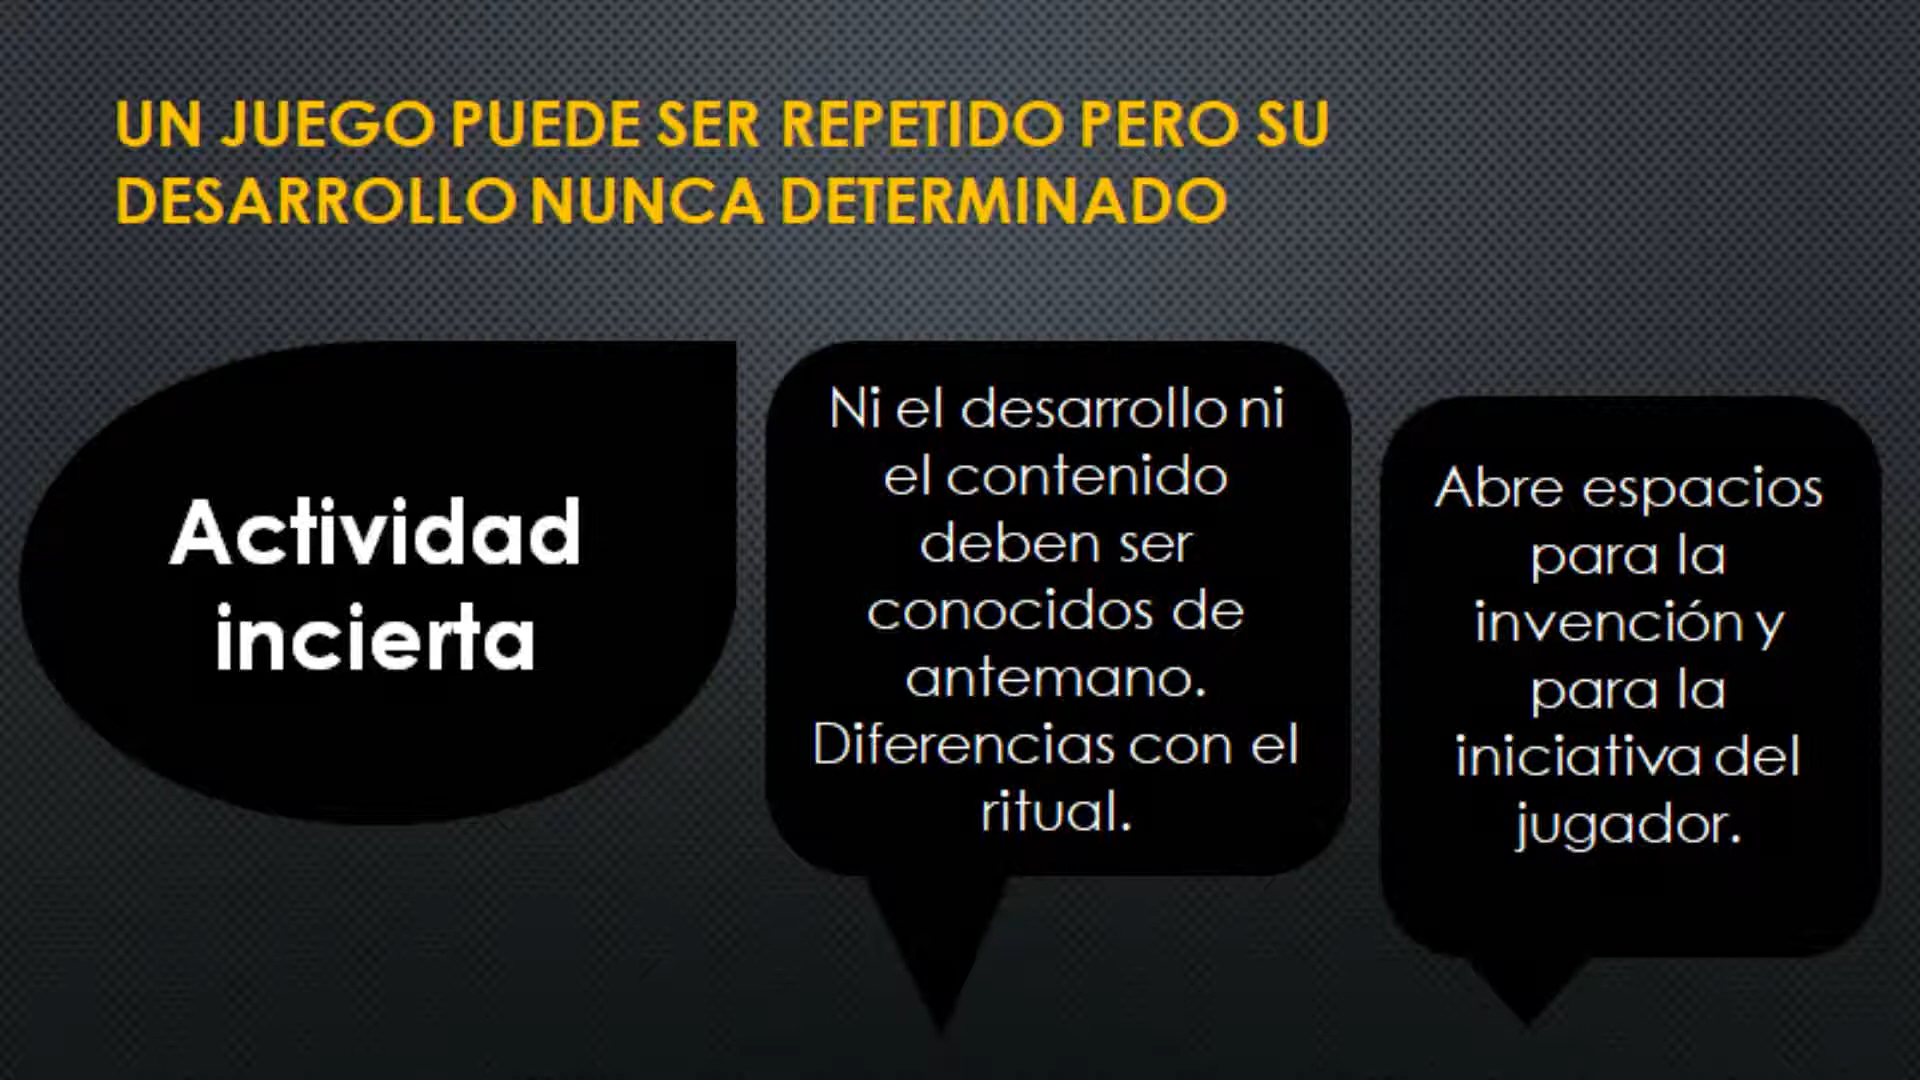 UN JUEGO PUEDE SER REPETIDO PERO SU
DESARROLLO NUNCA DETERMINADO
Actividad
incierta
Ni el desarrollo ni
el contenido
deben ser
conocidos de
antemano.
Diferencias con el
ritual.
Abre espacios
para la
invención y
para la
iniciativa del
jugador.